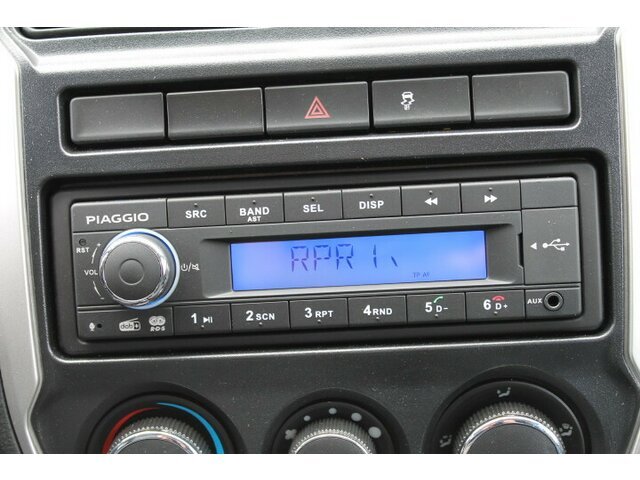 PIAGGIO SRC BAND SEL DISP
AST
RST
VOL
RPR1.
TP AF
1 2 SCN 3 RPT 4 RND 5 D- 6 D+ AUX
dab RDS